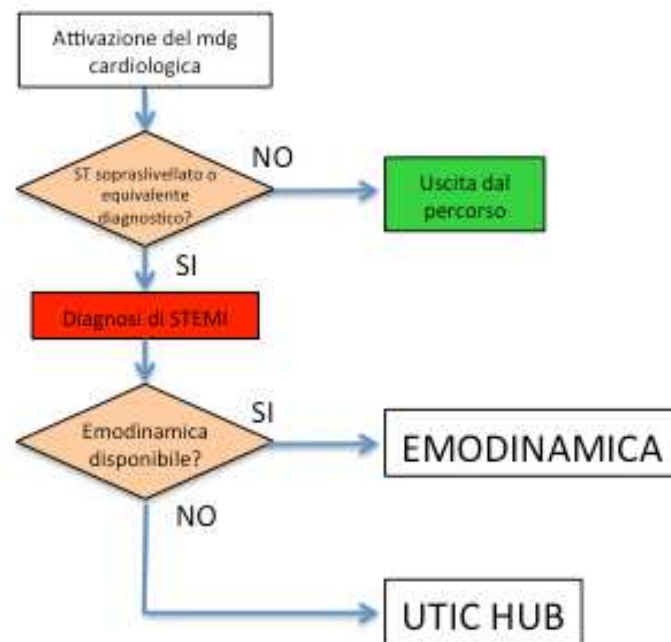 Attivazione del mdg
cardiologica
ST sopraslivellato o
equivalente
diagnostico?
NO
Uscita dal
percorso
SI
Diagnosi di STEMI
Emodinamica
disponibile?
SI
EMODINAMICA
NO
UTIC HUB